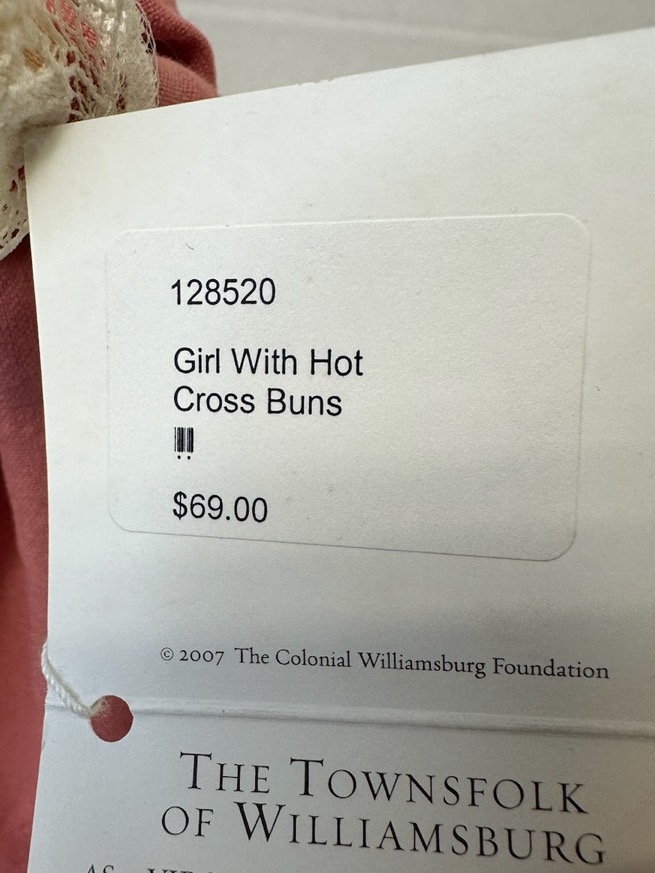 128520
Girl With Hot
Cross Buns
$69.00
© 2007 The Colonial Williamsburg Foundation
THE TOWNSFOLK
OF WILLIAMSBURG